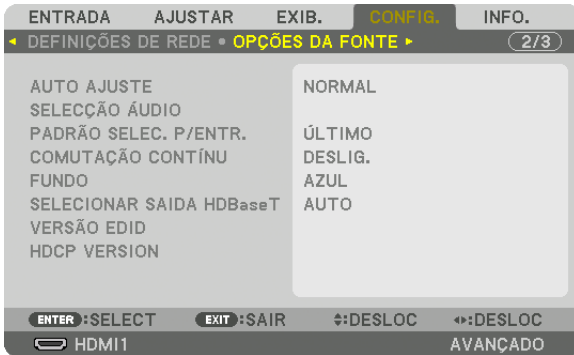 ENTRADA AJUSTAR EXIB. CONFIG. INFO.
◂ DEFINIÇÕES DE REDE • OPÇÕES DA FONTE ▸ 2/3
AUTO AJUSTE NORMAL
SELECÇÃO ÁUDIO
PADRÃO SELEC. P/ENTR. ÚLTIMO
COMUTAÇÃO CONTÍNU DESLIG.
FUNDO AZUL
SELECIONAR SAIDA HDBaseT AUTO
VERSÃO EDID
HDCP VERSION
ENTER :SELECT EXIT :SAIR :DESLOC :DESLOC
HDMI1 AVANÇADO